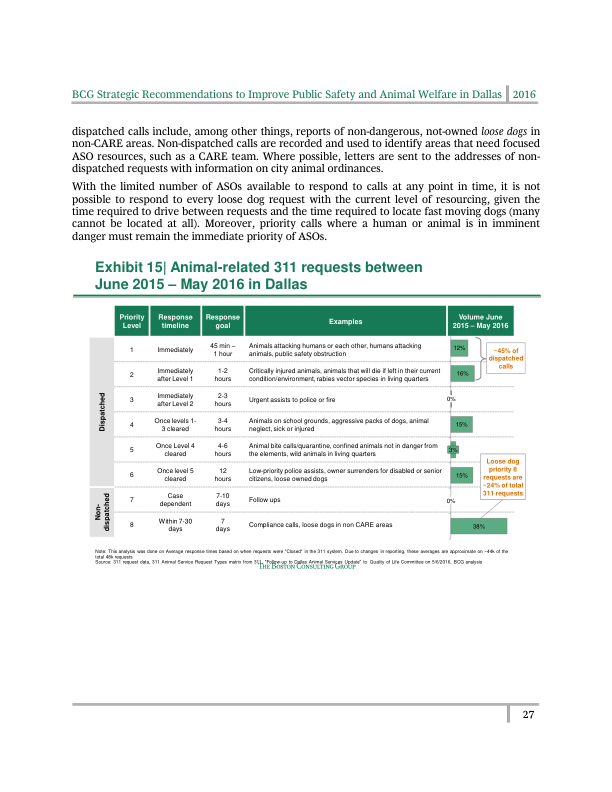 BCG Strategic Recommendations to Improve Public Safety and Animal Welfare in Dallas 2016
dispatched calls include, among other things, reports of non-dangerous, not-owned loose dogs in
non-CARE areas. Non-dispatched calls are recorded and used to identify areas that need focused
ASO resources, such as a CARE team. Where possible, letters are sent to the addresses of non-
dispatched requests with information on city animal ordinances.
With the limited number of ASOs available to respond to calls at any point in time, it is not
possible to respond to every loose dog request with the current level of resourcing, given the
time required to drive between requests and the time required to locate fast moving dogs (many
cannot be located at all). Moreover, priority calls where a human or animal is in imminent
danger must remain the immediate priority of ASOs.
Exhibit 15| Animal-related 311 requests between
June 2015 – May 2016 in Dallas
Priority Level
Response timeline
Response goal
Examples
Volume June 2015 – May 2016
Dispatched
1
Immediately
45 min – 1 hour
Animals attacking humans or each other, humans attacking
animals, public safety obstruction
12%
~45% of
dispatched
calls
2
Immediately after Level 1
1-2 hours
Critically injured animals, animals that will die if left in their current
condition/environment, rabies vector species in living quarters
16%
3
Immediately after Level 2
2-3 hours
Urgent assists to police or fire
0%
4
Once levels 1-3 cleared
3-4 hours
Animals on school grounds, aggressive packs of dogs, animal
neglect, sick or injured
15%
5
Once Level 4 cleared
4-6 hours
Animal bite calls/quarantine, confined animals not in danger from
the elements, wild animals in living quarters
Loose dog
priority 8
requests are
~24% of total
311 requests
6
Once level 5 cleared
12 hours
Low-priority police assists, owner surrenders for disabled or senior
citizens, loose owned dogs
15%
Non-
dispatched
7
Case dependent
7-10 days
Follow ups
0%
8
Within 7-30 days
7 days
Compliance calls, loose dogs in non CARE areas
38%
Note: This analysis was done on Average response times based on when requests were "Closed" in the 311 system. Due to changes in reporting, these averages are approximate on ~44k of the
total 46k requests
Source: 311 request data, 311 Animal Service Request Types matrix from 311, "Follow-up to Dallas Animal Services Update" to Quality of Life Committee on 5/6/2016, BCG analysis
THE BOSTON CONSULTING GROUP
27